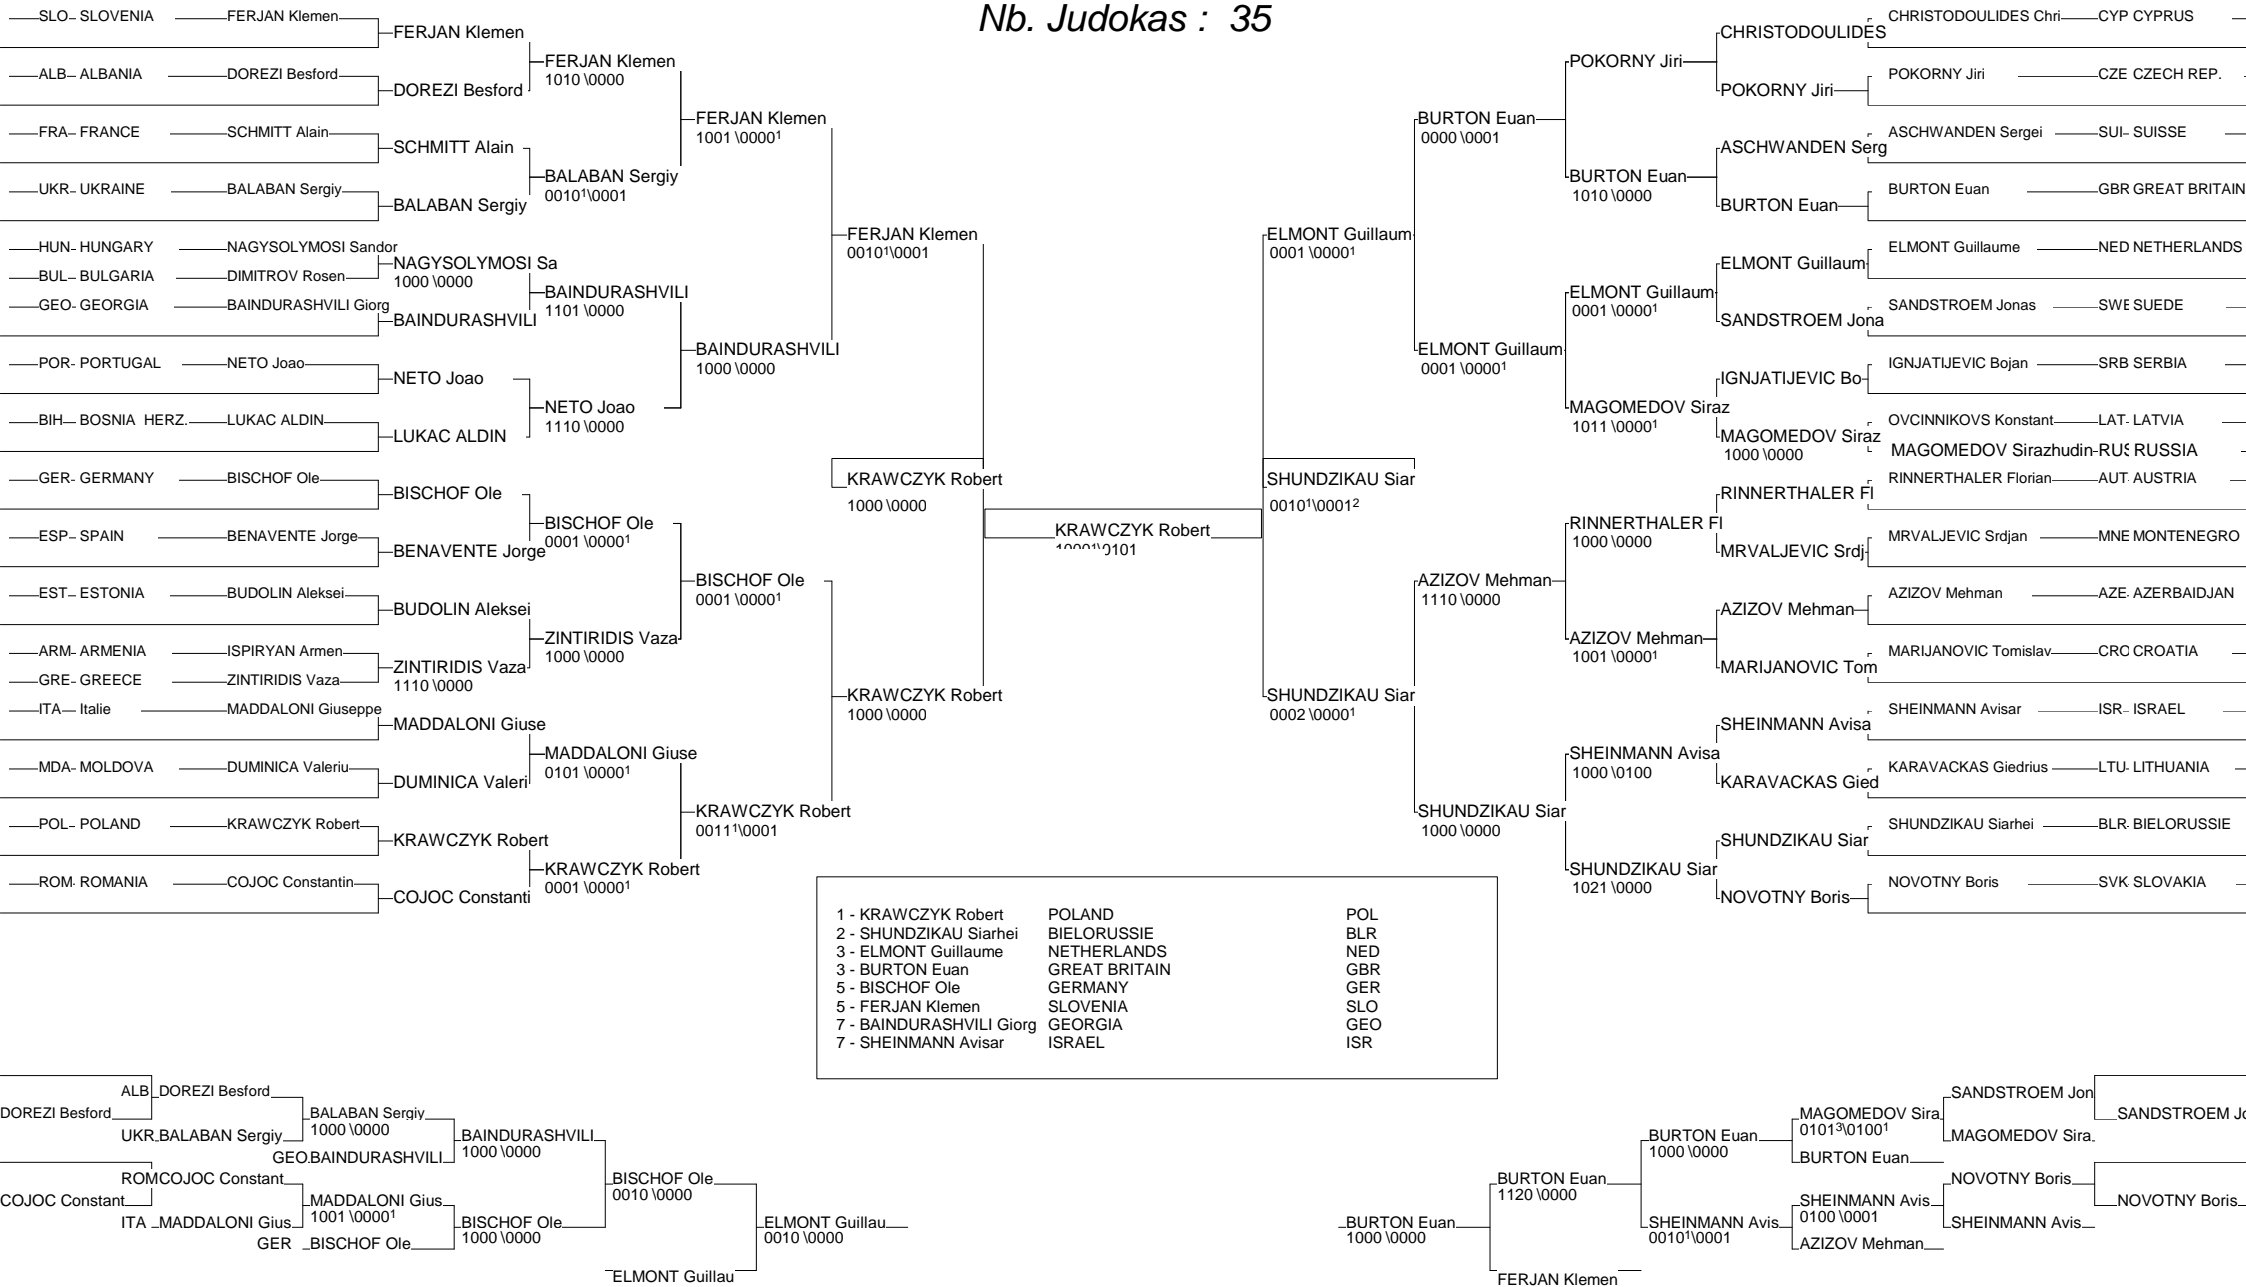 Nb. Judokas : 35
SLO SLOVENIA FERJAN Klemen
ALB ALBANIA DOREZI Besford
FRA FRANCE SCHMITT Alain
UKR UKRAINE BALABAN Sergiy
HUN HUNGARY NAGYSOLYMOSI Sandor
BUL BULGARIA DIMITROV Rosen
GEO GEORGIA BAINDURASHVILI Giorg
POR PORTUGAL NETO Joao
BIH BOSNIA HERZ. LUKAC ALDIN
GER GERMANY BISCHOF Ole
ESP SPAIN BENAVENTE Jorge
EST ESTONIA BUDOLIN Aleksei
ARM ARMENIA ISPIRYAN Armen
GRE GREECE ZINTIRIDIS Vaza
ITA Italie MADDALONI Giuseppe
MDA MOLDOVA DUMINICA Valeriu
POL POLAND KRAWCZYK Robert
ROM ROMANIA COJOC Constantin
FERJAN Klemen
DOREZI Besford
SCHMITT Alain
BALABAN Sergiy
NAGYSOLYMOSI Sa
1000 \0000
BAINDURASHVILI
NETO Joao
LUKAC ALDIN
BISCHOF Ole
BENAVENTE Jorge
BUDOLIN Aleksei
ZINTIRIDIS Vaza
1110 \0000
MADDALONI Giuse
DUMINICA Valeri
KRAWCZYK Robert
COJOC Constanti
FERJAN Klemen
1010 \0000
BALABAN Sergiy
0010¹\0001
BAINDURASHVILI
1101 \0000
NETO Joao
1110 \0000
BISCHOF Ole
0001 \0000¹
ZINTIRIDIS Vaza
1000 \0000
MADDALONI Giuse
0101 \0000¹
KRAWCZYK Robert
0001 \0000¹
FERJAN Klemen
1001 \0000¹
BAINDURASHVILI
1000 \0000
BISCHOF Ole
0001 \0000¹
KRAWCZYK Robert
0011¹\0001
FERJAN Klemen
0010¹\0001
KRAWCZYK Robert
1000 \0000
KRAWCZYK Robert
1000 \0000
KRAWCZYK Robert
1000¹\0101
SHUNDZIKAU Siar
0010¹\0001²
ELMONT Guillaum
0001 \0000¹
SHUNDZIKAU Siar
0002 \0000¹
BURTON Euan
0000 \0001
ELMONT Guillaum
0001 \0000¹
AZIZOV Mehman
1110 \0000
SHUNDZIKAU Siar
1000 \0000
POKORNY Jiri
BURTON Euan
1010 \0000
ELMONT Guillaum
0001 \0000¹
MAGOMEDOV Siraz
1011 \0000¹
RINNERTHALER Fl
1000 \0000
AZIZOV Mehman
1001 \0000¹
SHEINMANN Avisa
1000 \0100
SHUNDZIKAU Siar
1021 \0000
CHRISTODOULIDES
POKORNY Jiri
ASCHWANDEN Serg
BURTON Euan
ELMONT Guillaum
SANDSTROEM Jona
IGNJATIJEVIC Bo
MAGOMEDOV Siraz
1000 \0000
RINNERTHALER Fl
MRVALJEVIC Srdj
AZIZOV Mehman
MARIJANOVIC Tom
SHEINMANN Avisa
KARAVACKAS Gied
SHUNDZIKAU Siar
NOVOTNY Boris
CHRISTODOULIDES Chri CYP CYPRUS
POKORNY Jiri CZE CZECH REP.
ASCHWANDEN Sergei SUI SUISSE
BURTON Euan GBR GREAT BRITAIN
ELMONT Guillaume NED NETHERLANDS
SANDSTROEM Jonas SWE SUEDE
IGNJATIJEVIC Bojan SRB SERBIA
OVCINNIKOVS Konstant LAT LATVIA
MAGOMEDOV Sirazhudin RUS RUSSIA
RINNERTHALER Florian AUT AUSTRIA
MRVALJEVIC Srdjan MNE MONTENEGRO
AZIZOV Mehman AZE AZERBAIDJAN
MARIJANOVIC Tomislav CRO CROATIA
SHEINMANN Avisar ISR ISRAEL
KARAVACKAS Giedrius LTU LITHUANIA
SHUNDZIKAU Siarhei BLR BIELORUSSIE
NOVOTNY Boris SVK SLOVAKIA
1 - KRAWCZYK Robert POLAND POL
2 - SHUNDZIKAU Siarhei BIELORUSSIE BLR
3 - ELMONT Guillaume NETHERLANDS NED
3 - BURTON Euan GREAT BRITAIN GBR
5 - BISCHOF Ole GERMANY GER
5 - FERJAN Klemen SLOVENIA SLO
7 - BAINDURASHVILI Giorg GEORGIA GEO
7 - SHEINMANN Avisar ISRAEL ISR
DOREZI Besford
COJOC Constant
ALB DOREZI Besford
UKR BALABAN Sergiy
GEO BAINDURASHVILI
ROM COJOC Constant
ITA MADDALONI Gius
GER BISCHOF Ole
BALABAN Sergiy
1000 \0000
MADDALONI Gius
1001 \0000¹
BAINDURASHVILI
1000 \0000
BISCHOF Ole
1000 \0000
BISCHOF Ole
0010 \0000
ELMONT Guillau
ELMONT Guillau
0010 \0000
BURTON Euan
1000 \0000
BURTON Euan
1120 \0000
FERJAN Klemen
BURTON Euan
1000 \0000
SHEINMANN Avis
0010¹\0001
MAGOMEDOV Sira
0101³\0100¹
BURTON Euan
SHEINMANN Avis
0100 \0001
AZIZOV Mehman
SANDSTROEM Jon
MAGOMEDOV Sira
NOVOTNY Boris
SHEINMANN Avis
SANDSTROEM Jo
NOVOTNY Boris